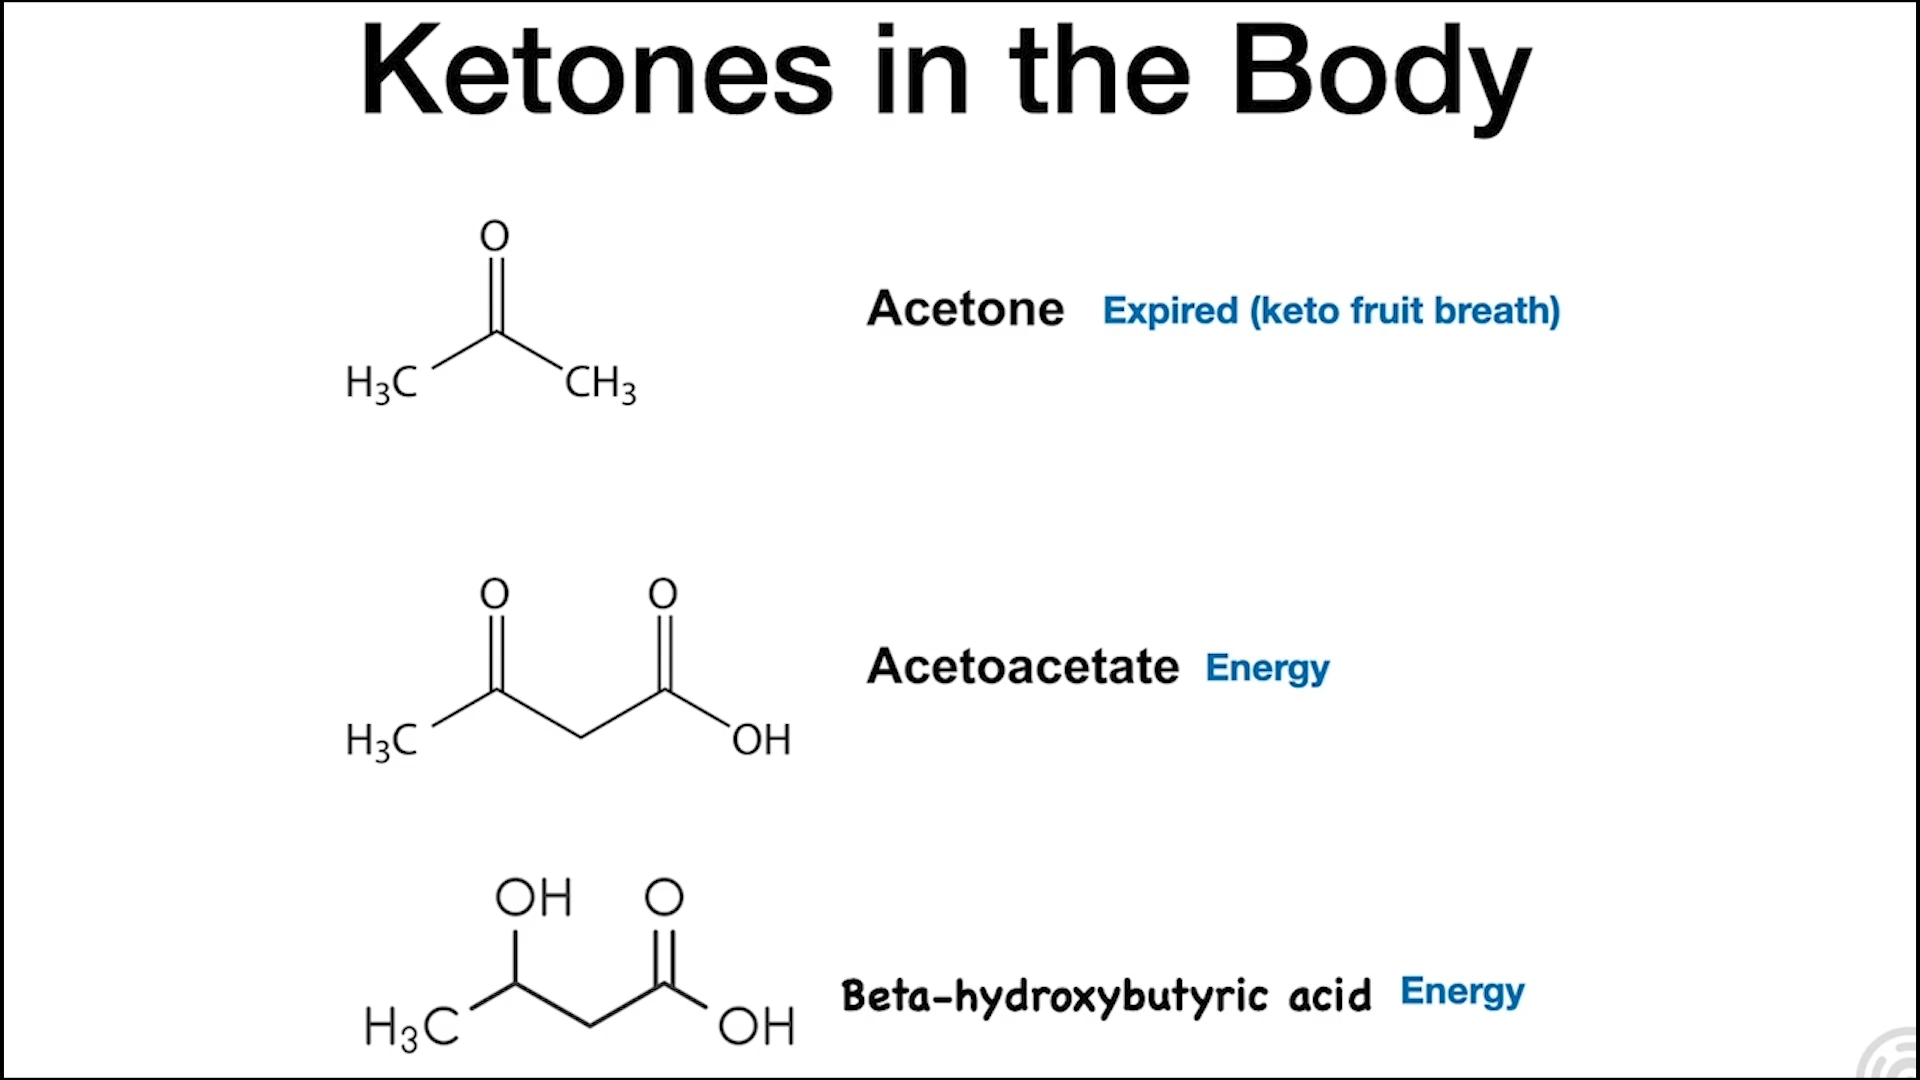 Ketones in the Body
O
H₃C CH₃
Acetone Expired (keto fruit breath)
O O
H₃C OH
Acetoacetate Energy
OH O
H₃C OH
Beta-hydroxybutyric acid Energy